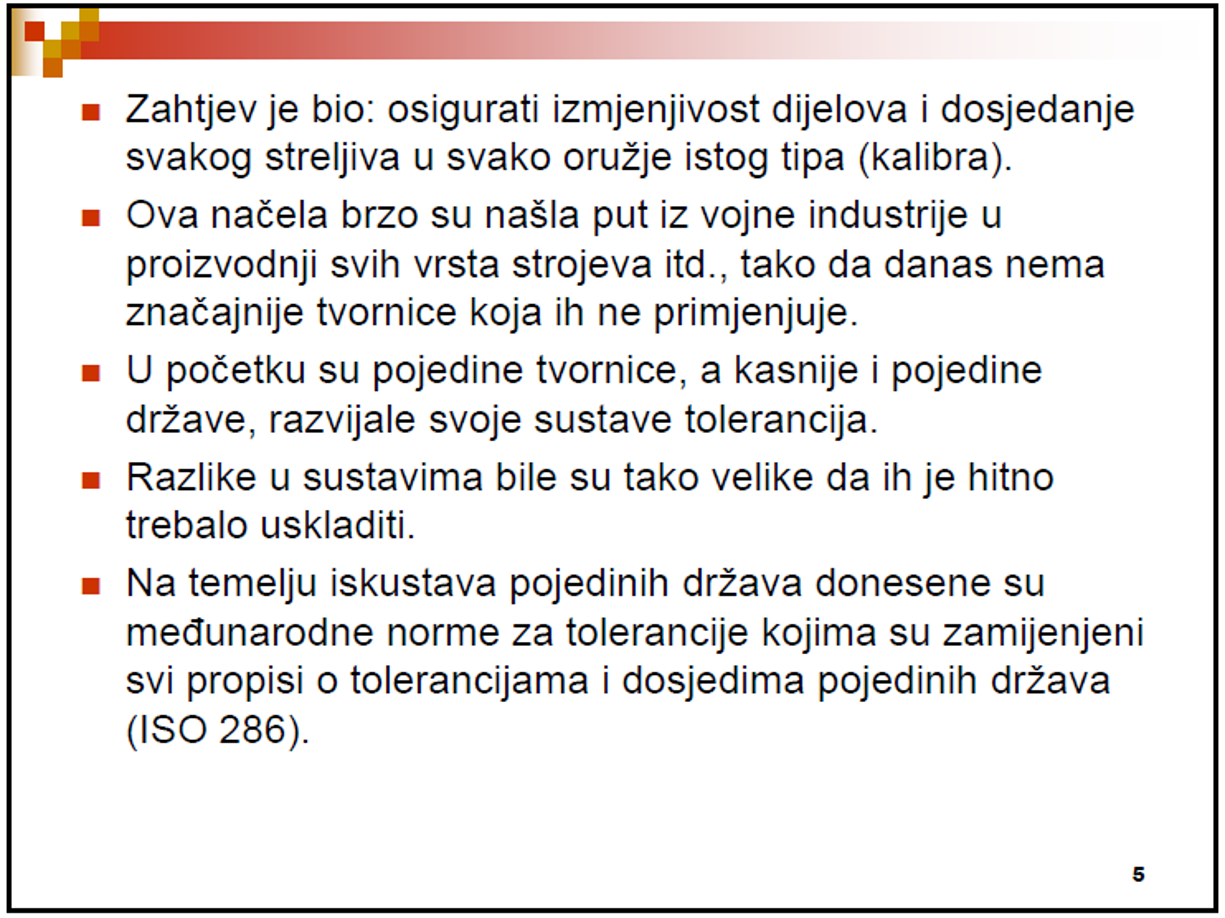 Zahtjev je bio: osigurati izmjenjivost dijelova i dosjedanje
svakog streljiva u svako oružje istog tipa (kalibra).
Ova načela brzo su našla put iz vojne industrije u
proizvodnji svih vrsta strojeva itd., tako da danas nema
značajnije tvornice koja ih ne primjenjuje.
U početku su pojedine tvornice, a kasnije i pojedine
države, razvijale svoje sustave tolerancija.
Razlike u sustavima bile su tako velike da ih je hitno
trebalo uskladiti.
Na temelju iskustava pojedinih država donesene su
međunarodne norme za tolerancije kojima su zamijenjeni
svi propisi o tolerancijama i dosjedima pojedinih država
(ISO 286).
5